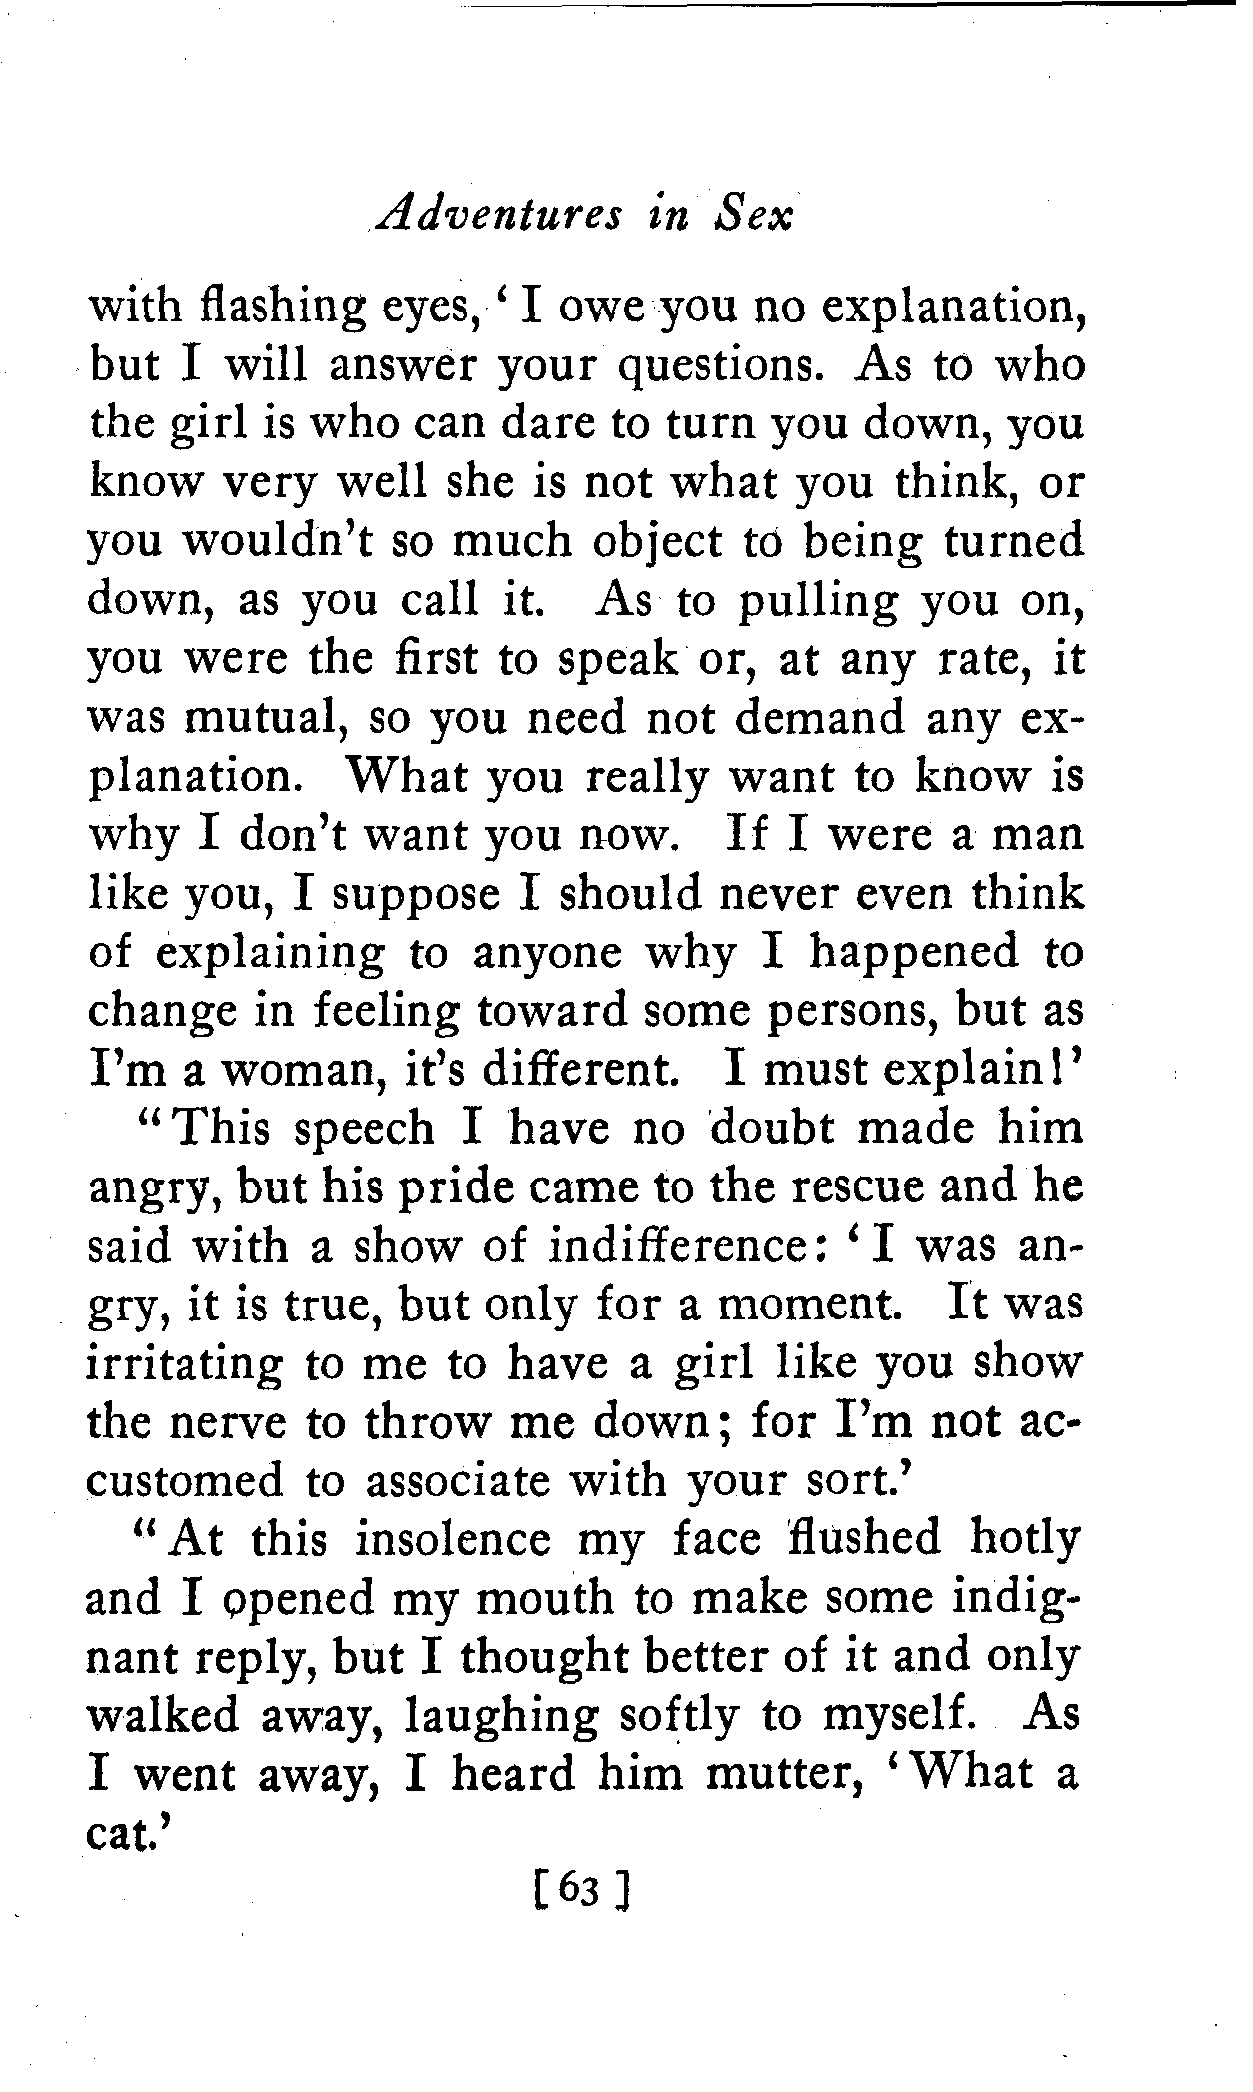 Adventures in Sex
with flashing eyes, ‘ I owe you no explanation,
but I will answer your questions. As to who
the girl is who can dare to turn you down, you
know very well she is not what you think, or
you wouldn’t so much object to being turned
down, as you call it. As to pulling you on,
you were the first to speak or, at any rate, it
was mutual, so you need not demand any ex-
planation. What you really want to know is
why I don’t want you now. If I were a man
like you, I suppose I should never even think
of explaining to anyone why I happened to
change in feeling toward some persons, but as
I’m a woman, it’s different. I must explain!’
“ This speech I have no doubt made him
angry, but his pride came to the rescue and he
said with a show of indifference: ‘ I was an-
gry, it is true, but only for a moment. It was
irritating to me to have a girl like you show
the nerve to throw me down; for I’m not ac-
customed to associate with your sort.’
“ At this insolence my face flushed hotly
and I opened my mouth to make some indig-
nant reply, but I thought better of it and only
walked away, laughing softly to myself. As
I went away, I heard him mutter, ‘ What a
cat.’
[ 63 ]